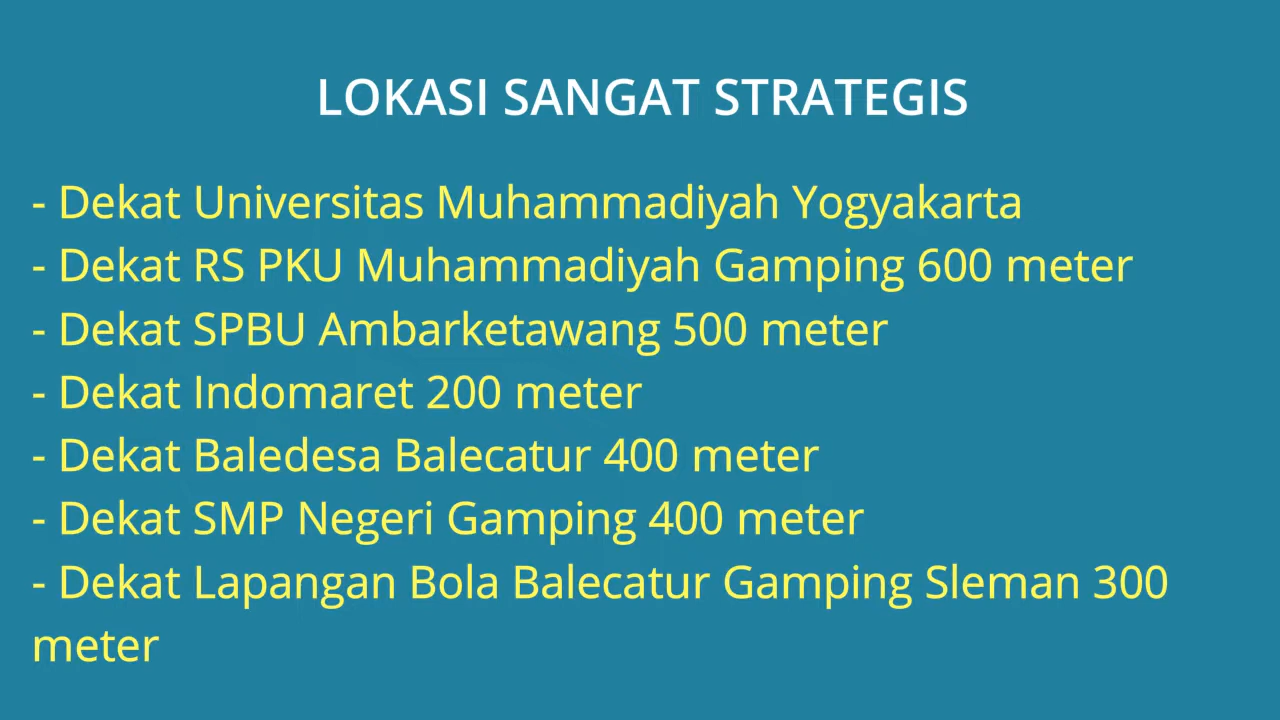 LOKASI SANGAT STRATEGIS
- Dekat Universitas Muhammadiyah Yogyakarta
- Dekat RS PKU Muhammadiyah Gamping 600 meter
- Dekat SPBU Ambarketawang 500 meter
- Dekat Indomaret 200 meter
- Dekat Baledesa Balecatur 400 meter
- Dekat SMP Negeri Gamping 400 meter
- Dekat Lapangan Bola Balecatur Gamping Sleman 300
meter